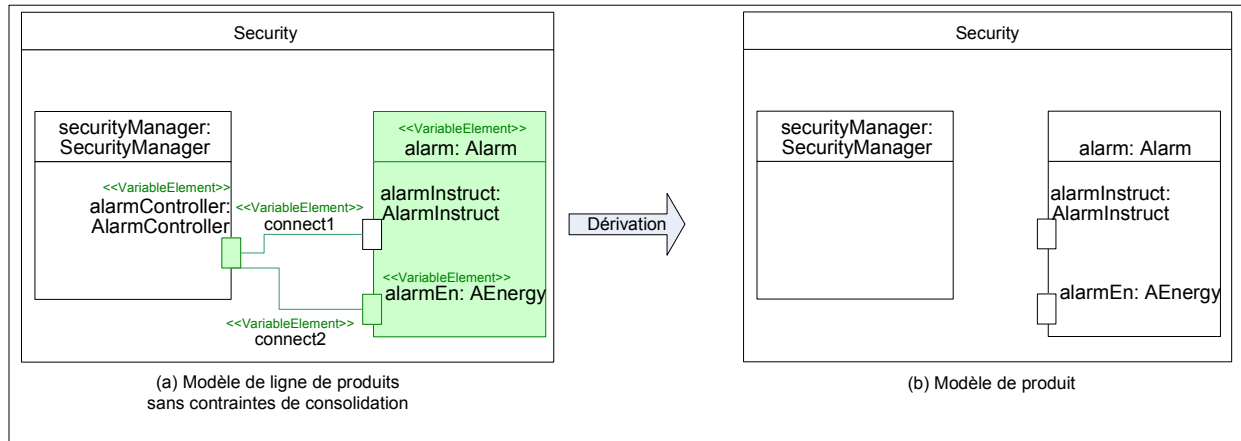 Security
securityManager:
SecurityManager
<<VariableElement>>
alarmController:
AlarmController
<<VariableElement>>
connect1
<<VariableElement>>
connect2
<<VariableElement>>
alarm: Alarm
alarmInstruct:
AlarmInstruct
<<VariableElement>>
alarmEn: AEnergy
(a) Modèle de ligne de produits
sans contraintes de consolidation
Dérivation
Security
securityManager:
SecurityManager
alarm: Alarm
alarmInstruct:
AlarmInstruct
alarmEn: AEnergy
(b) Modèle de produit